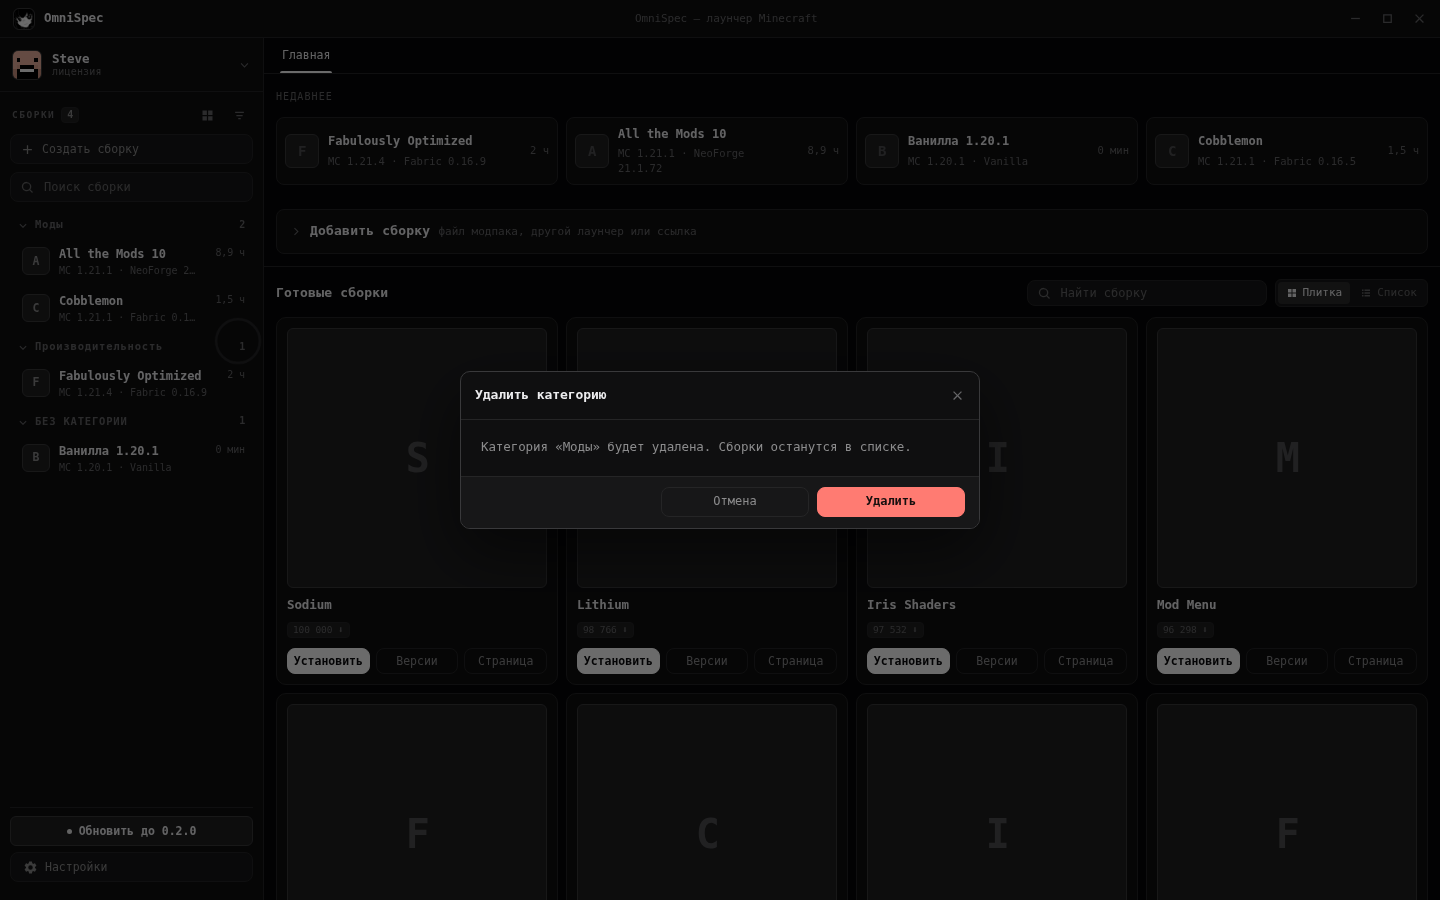 OmniSpec
OmniSpec — лаунчер Minecraft
Steve
лицензия
СБОРКИ 4
Создать сборку
Поиск сборки
Моды 2
A
All the Mods 10
8,9 ч
MC 1.21.1 · NeoForge 2…
C
Cobblemon
1,5 ч
MC 1.21.1 · Fabric 0.1…
Производительность 1
F
Fabulously Optimized
2 ч
MC 1.21.4 · Fabric 0.16.9
БЕЗ КАТЕГОРИИ 1
В
Ванилла 1.20.1
0 мин
MC 1.20.1 · Vanilla
• Обновить до 0.2.0
Настройки
Главная
НЕДАВНЕЕ
F
Fabulously Optimized
MC 1.21.4 · Fabric 0.16.9
2 ч
A
All the Mods 10
MC 1.21.1 · NeoForge
21.1.72
8,9 ч
В
Ванилла 1.20.1
MC 1.20.1 · Vanilla
0 мин
C
Cobblemon
MC 1.21.1 · Fabric 0.16.5
1,5 ч
Добавить сборку файл модпака, другой лаунчер или ссылка
Готовые сборки
Найти сборку
Плитка
Список
S
I
M
Удалить категорию
Категория «Моды» будет удалена. Сборки останутся в списке.
Отмена
Удалить
Sodium
100 000 ⬇
Установить
Версии
Страница
Lithium
98 766 ⬇
Установить
Версии
Страница
Iris Shaders
97 532 ⬇
Установить
Версии
Страница
Mod Menu
96 298 ⬇
Установить
Версии
Страница
F
C
I
F